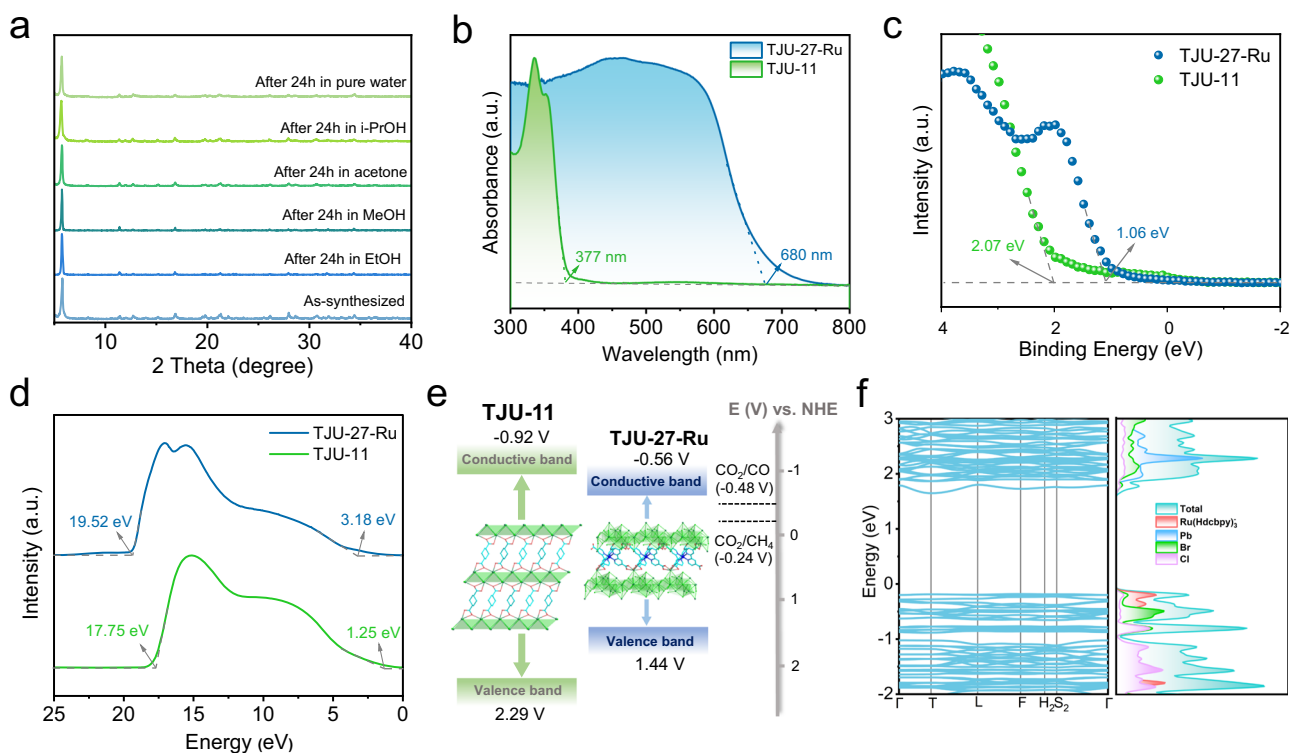 a
After 24h in pure water
After 24h in i-PrOH
After 24h in acetone
After 24h in MeOH
After 24h in EtOH
As-synthesized
10 20 30 40
2 Theta (degree)
b
TJU-27-Ru
TJU-11
377 nm
680 nm
Absorbance (a.u.)
300 400 500 600 700 800
Wavelength (nm)
c
TJU-27-Ru
TJU-11
2.07 eV
1.06 eV
Intensity (a.u.)
4 2 0 -2
Binding Energy (eV)
d
TJU-27-Ru
TJU-11
19.52 eV
3.18 eV
17.75 eV
1.25 eV
Intensity (a.u.)
25 20 15 10 5 0
Energy (eV)
e
TJU-11
-0.92 V
Conductive band
Valence band
2.29 V
TJU-27-Ru
-0.56 V
Conductive band
Valence band
1.44 V
E (V) vs. NHE
CO₂/CO
(-0.48 V)
CO₂/CH₄
(-0.24 V)
-1
0
1
2
f
Energy (eV)
3
2
1
0
-1
-2
Γ T L F H₂S₂ Γ
Total
Ru(Hdcbpy)₃
Pb
Br
Cl